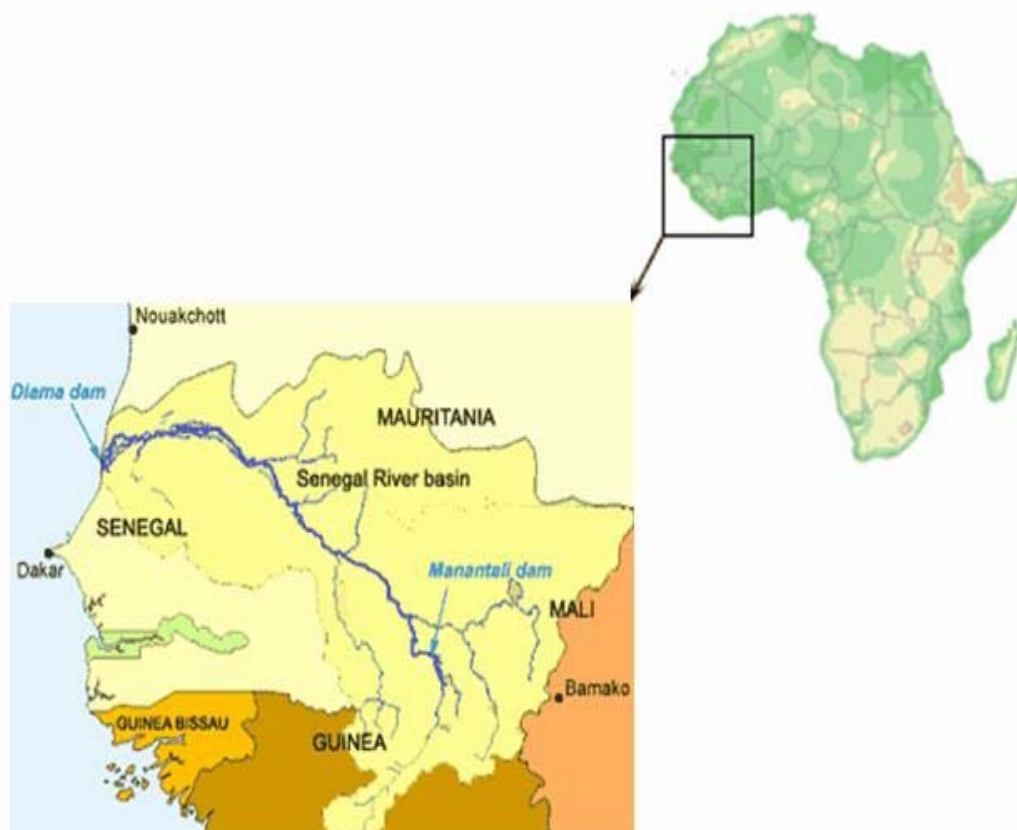 Nouakchott
Diama dam
MAURITANIA
Senegal River basin
SENEGAL
Dakar
Manantali dam
MALI
Bamako
GUINEA BISSAU
GUINEA